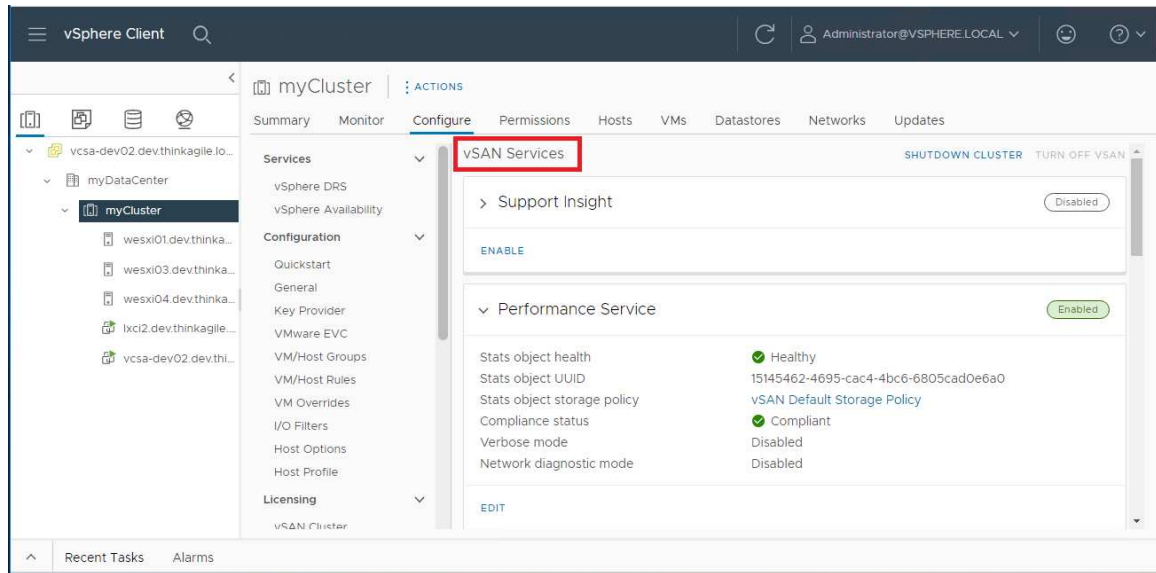 vSphere Client
Administrator@VSPHERE.LOCAL
myCluster
ACTIONS
Summary Monitor Configure Permissions Hosts VMs Datastores Networks Updates
vcsa-dev02.dev.thinkagile.lo...
myDataCenter
myCluster
wesxi01.dev.thinka...
wesxi03.dev.thinka...
wesxi04.dev.thinka...
lxci2.dev.thinkagile....
vcsa-dev02.dev.thi...
Services
vSphere DRS
vSphere Availability
Configuration
Quickstart
General
Key Provider
VMware EVC
VM/Host Groups
VM/Host Rules
VM Overrides
I/O Filters
Host Options
Host Profile
Licensing
vSAN Cluster
vSAN Services
SHUTDOWN CLUSTER TURN OFF VSAN
Support Insight Disabled
ENABLE
Performance Service Enabled
Stats object health Healthy
Stats object UUID 15145462-4695-cac4-4bc6-6805cad0e6a0
Stats object storage policy vSAN Default Storage Policy
Compliance status Compliant
Verbose mode Disabled
Network diagnostic mode Disabled
EDIT
Recent Tasks Alarms